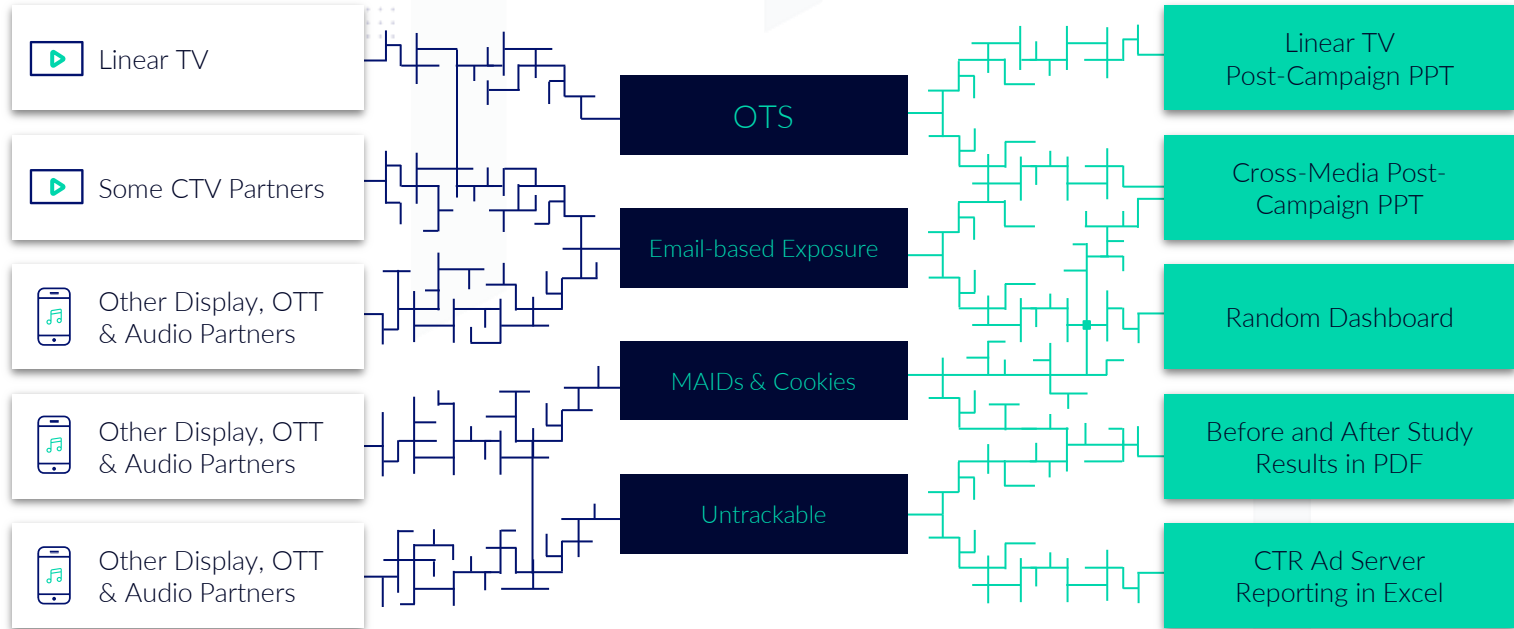 Linear TV
Some CTV Partners
Other Display, OTT
& Audio Partners
Other Display, OTT
& Audio Partners
Other Display, OTT
& Audio Partners
OTS
Email-based Exposure
MAIDs & Cookies
Untrackable
Linear TV
Post-Campaign PPT
Cross-Media Post-
Campaign PPT
Random Dashboard
Before and After Study
Results in PDF
CTR Ad Server
Reporting in Excel